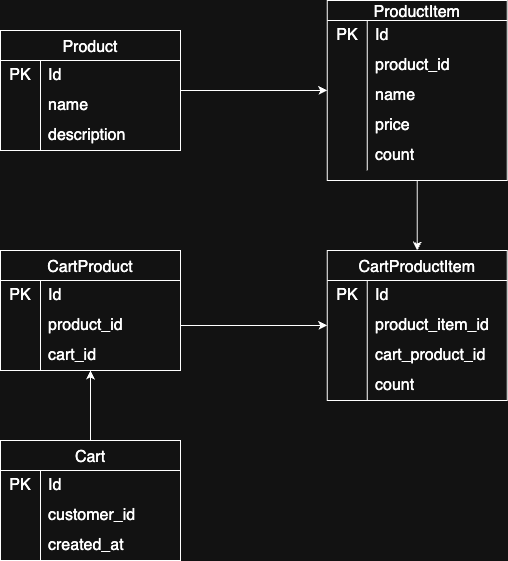 Product
PK Id
name
description
ProductItem
PK Id
product_id
name
price
count
CartProduct
PK Id
product_id
cart_id
CartProductItem
PK Id
product_item_id
cart_product_id
count
Cart
PK Id
customer_id
created_at